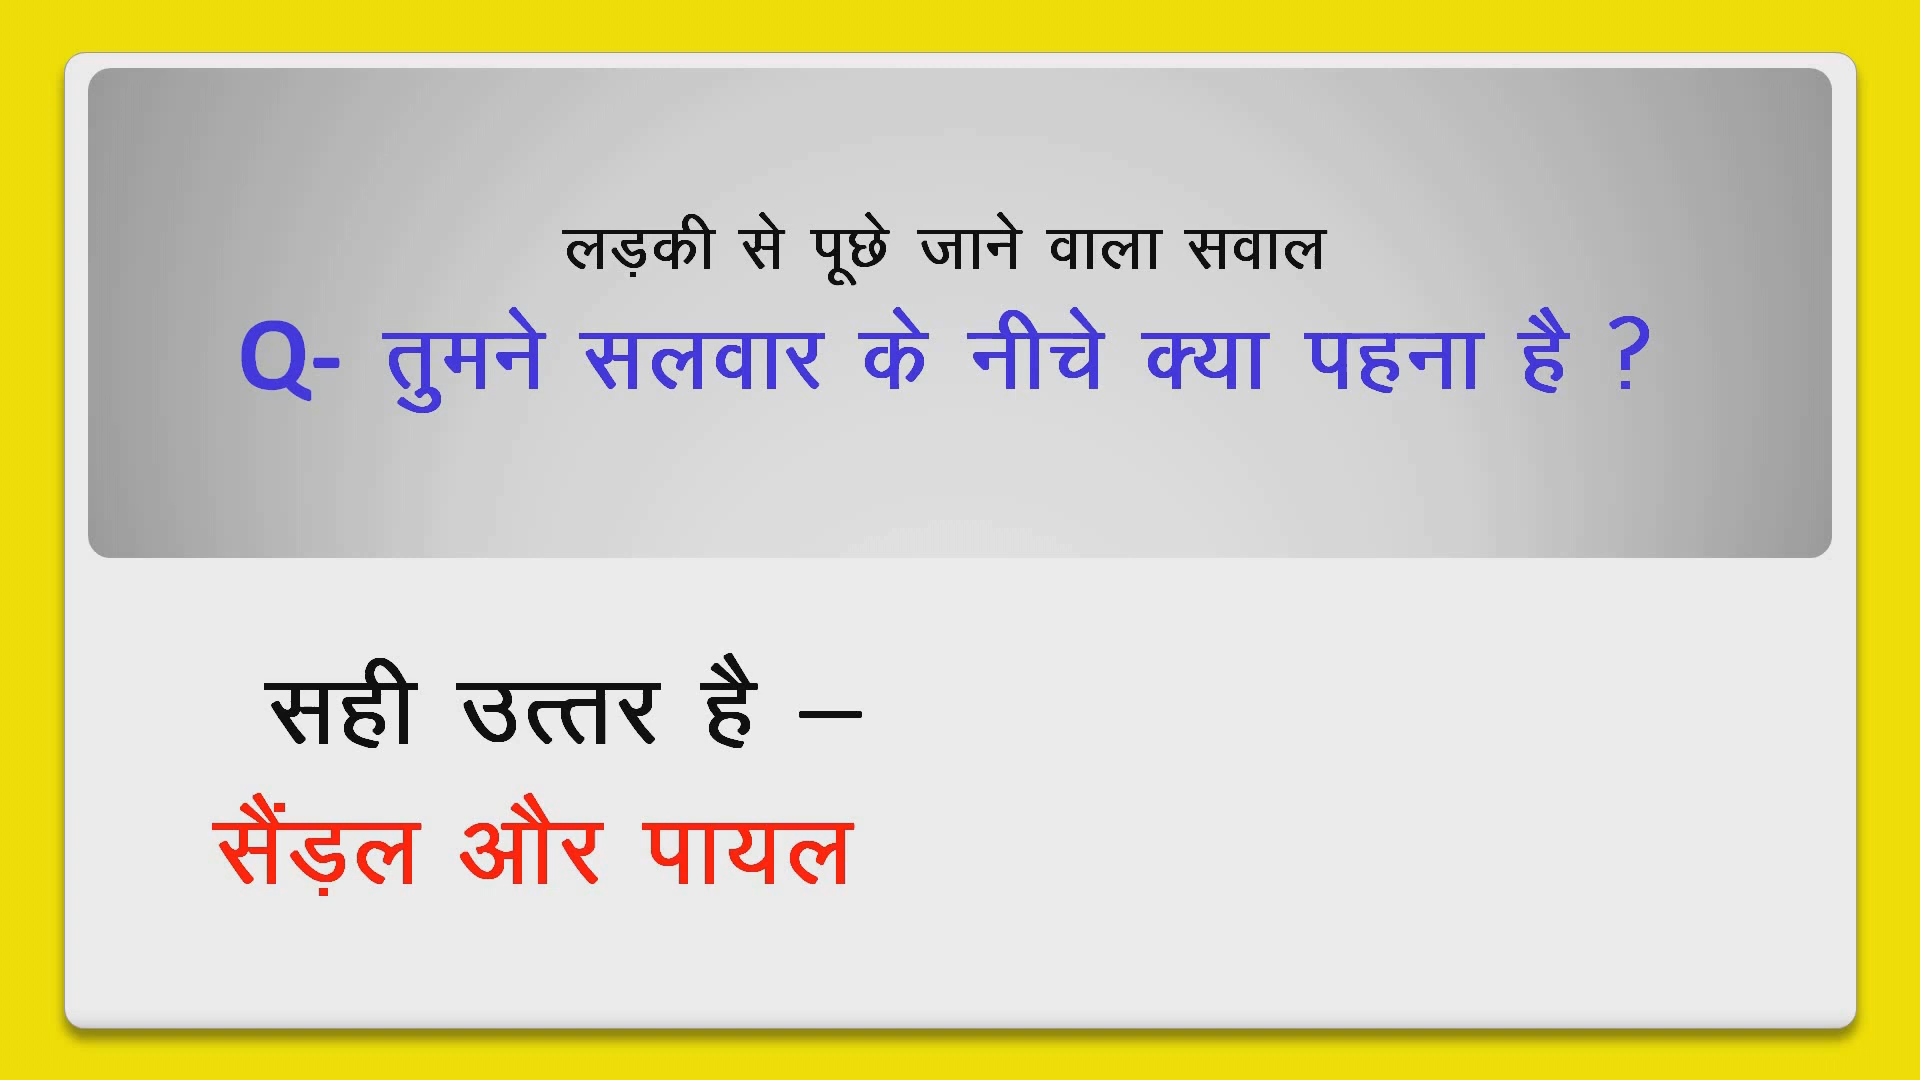 लड़की से पूछे जाने वाला सवाल
Q- तुमने सलवार के नीचे क्या पहना है ?
सही उत्तर है –
सैंड़ल और पायल